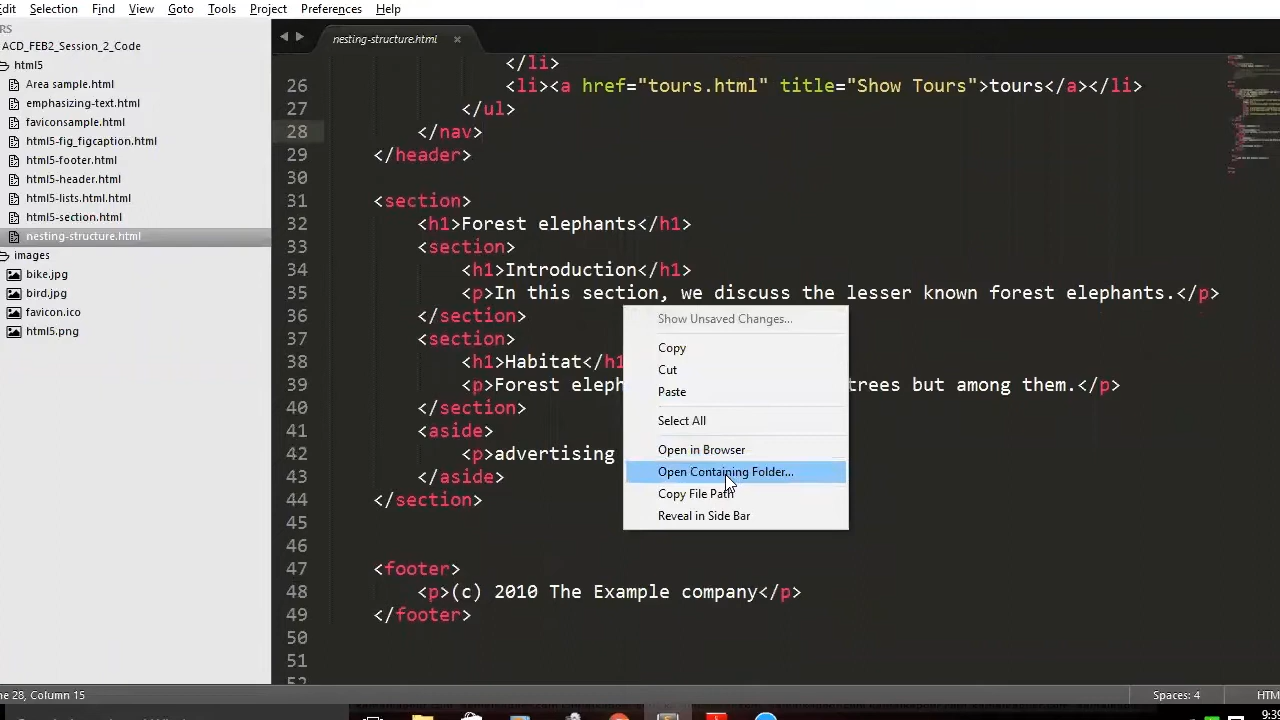 Edit Selection Find View Goto Tools Project Preferences Help
RS
ACD_FEB2_Session_2_Code
html5
Area sample.html
emphasizing-text.html
faviconsample.html
html5-fig_figcaption.html
html5-footer.html
html5-header.html
html5-lists.html.html
html5-section.html
nesting-structure.html
images
bike.jpg
bird.jpg
favicon.ico
html5.png
nesting-structure.html ×
</li>
26 <li><a href="tours.html" title="Show Tours">tours</a></li>
27 </ul>
28 </nav>
29 </header>
30
31 <section>
32 <h1>Forest elephants</h1>
33 <section>
34 <h1>Introduction</h1>
35 <p>In this section, we discuss the lesser known forest elephants.</p>
36 </section>
37 <section>
38 <h1>Habitat</h1
39 <p>Forest eleph trees but among them.</p>
40 </section>
41 <aside>
42 <p>advertising
43 </aside>
44 </section>
45
46
47 <footer>
48 <p>(c) 2010 The Example company</p>
49 </footer>
50
51
52
Show Unsaved Changes...
Copy
Cut
Paste
Select All
Open in Browser
Open Containing Folder...
Copy File Path
Reveal in Side Bar
ne 28, Column 15
Spaces: 4
HTM